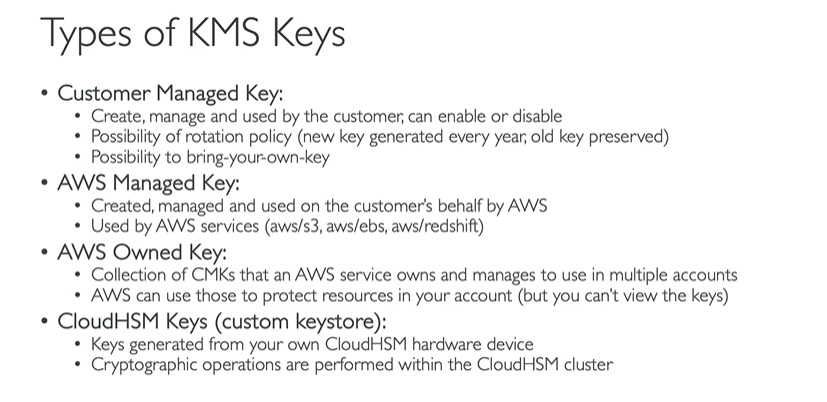 Types of KMS Keys
• Customer Managed Key:
• Create, manage and used by the customer, can enable or disable
• Possibility of rotation policy (new key generated every year, old key preserved)
• Possibility to bring-your-own-key
• AWS Managed Key:
• Created, managed and used on the customer's behalf by AWS
• Used by AWS services (aws/s3, aws/ebs, aws/redshift)
• AWS Owned Key:
• Collection of CMKs that an AWS service owns and manages to use in multiple accounts
• AWS can use those to protect resources in your account (but you can't view the keys)
• CloudHSM Keys (custom keystore):
• Keys generated from your own CloudHSM hardware device
• Cryptographic operations are performed within the CloudHSM cluster